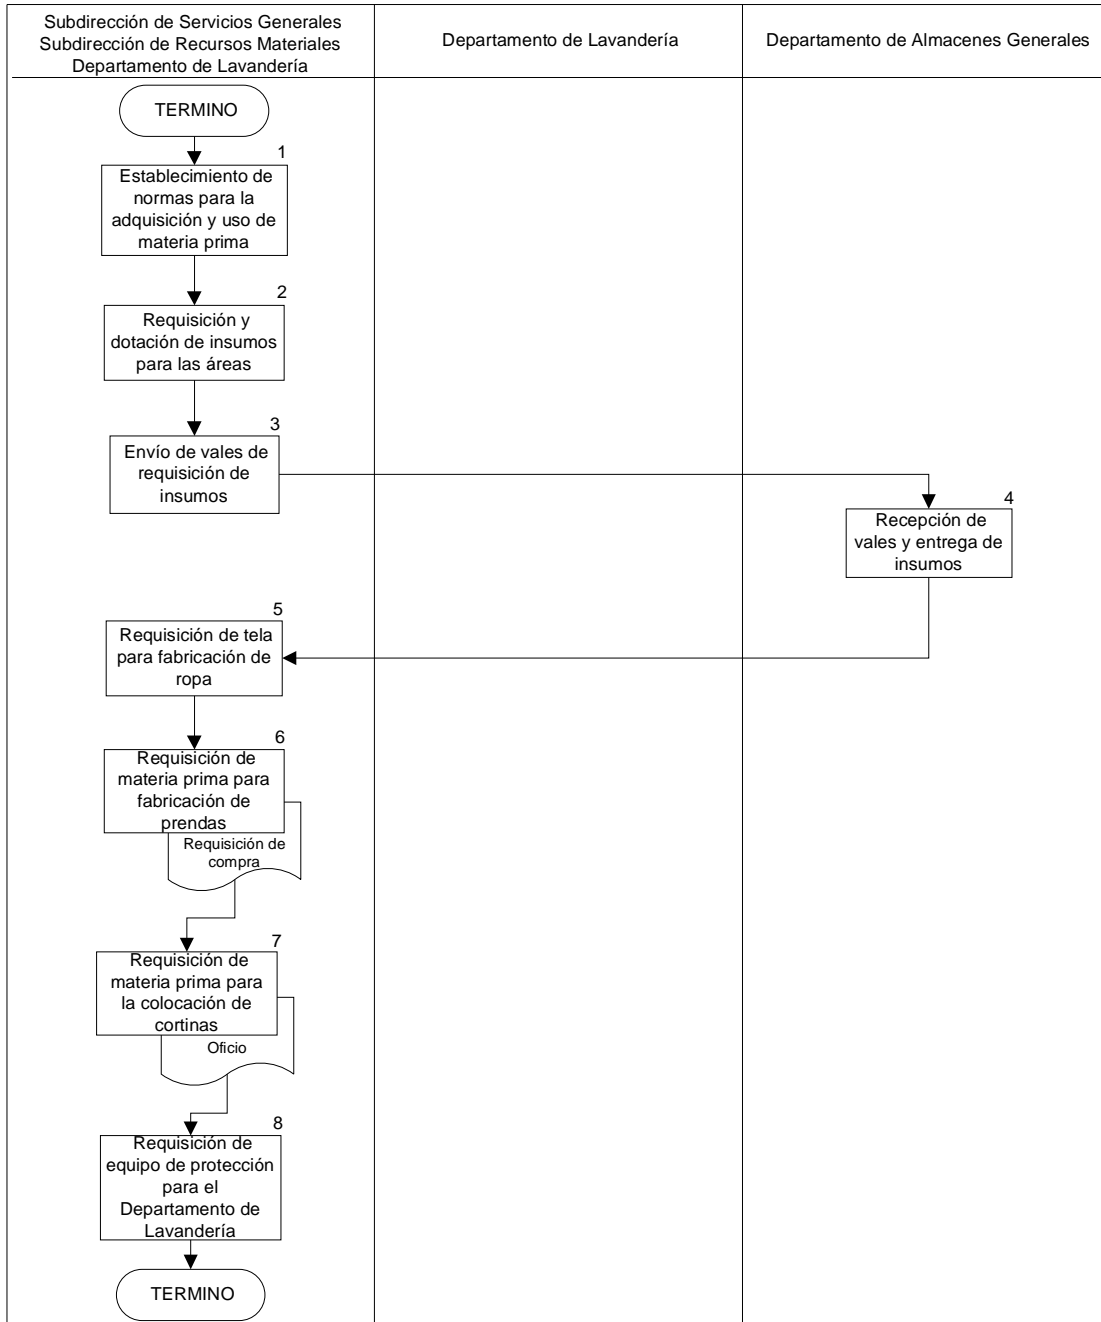 Subdirección de Servicios Generales
Subdirección de Recursos Materiales
Departamento de Lavandería
Departamento de Lavandería
Departamento de Almacenes Generales
TERMINO
1
Establecimiento de
normas para la
adquisición y uso de
materia prima
2
Requisición y
dotación de insumos
para las áreas
3
Envío de vales de
requisición de
insumos
4
Recepción de
vales y entrega de
insumos
5
Requisición de tela
para fabricación de
ropa
6
Requisición de
materia prima para
fabricación de
prendas
Requisición de
compra
7
Requisición de
materia prima para
la colocación de
cortinas
Oficio
8
Requisición de
equipo de protección
para el
Departamento de
Lavandería
TERMINO